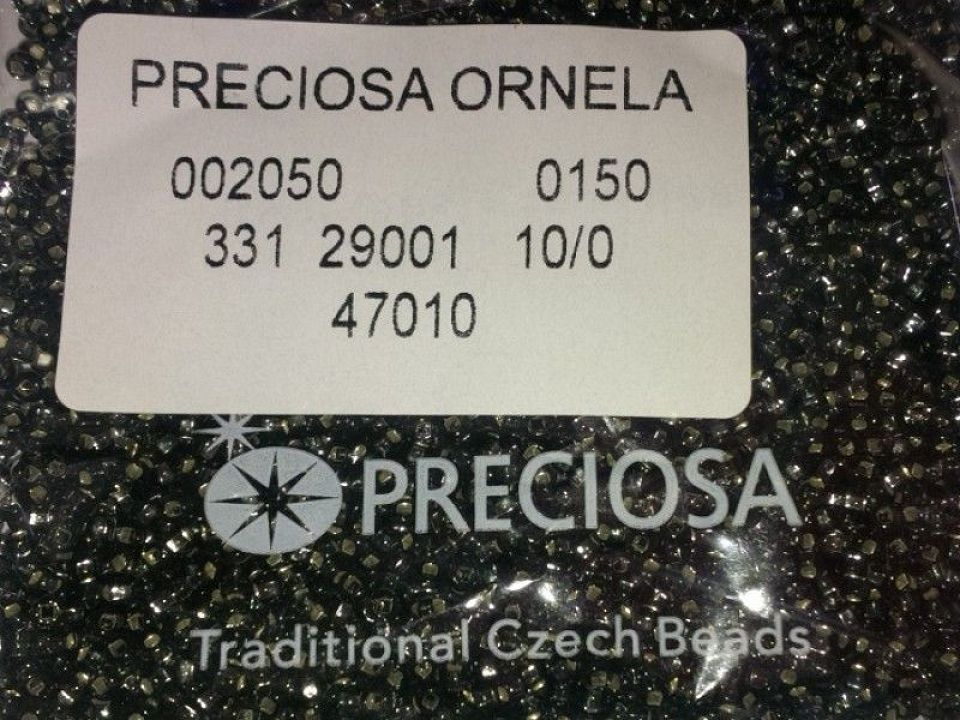 PRECIOSA ORNELA
002050 0150
331 29001 10/0
47010
PRECIOSA
Traditional Czech Beads